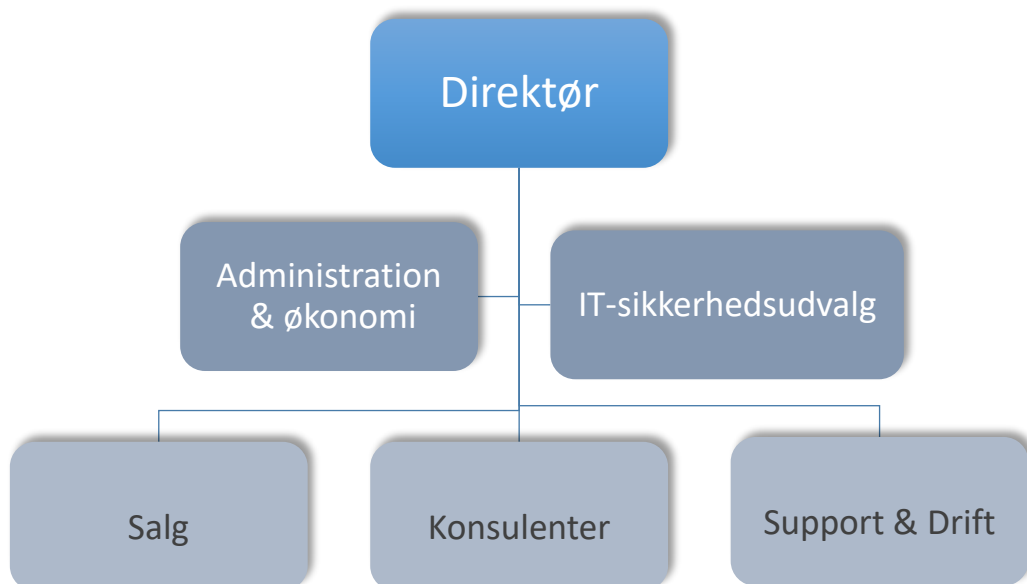 Direktør
Administration
& økonomi
IT-sikkerhedsudvalg
Salg
Konsulenter
Support & Drift